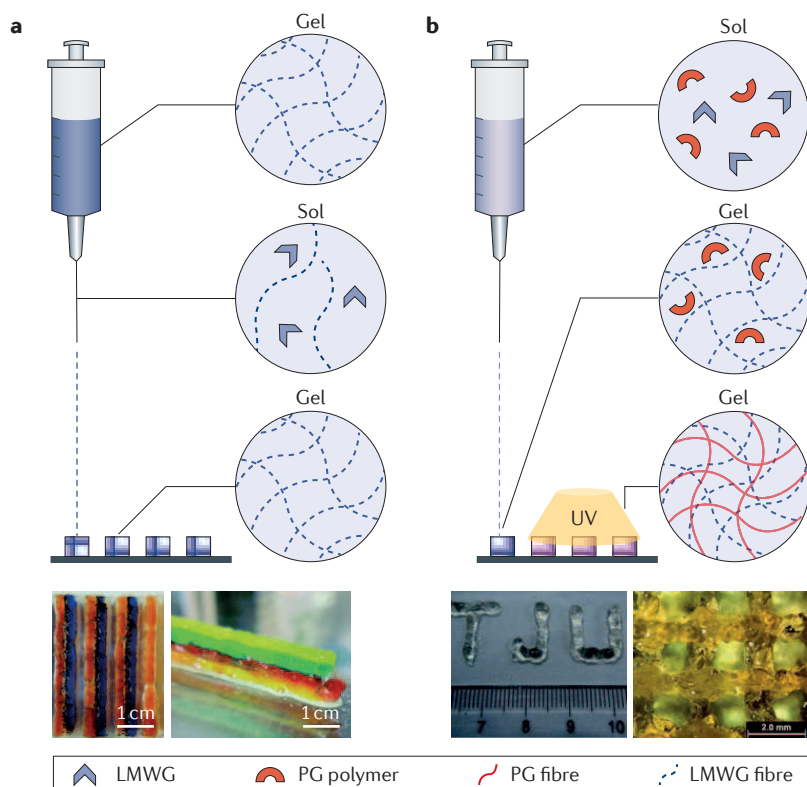 a
Gel
Sol
Gel
1 cm
1 cm
b
Sol
Gel
Gel
UV
T J U
7 8 9 10
2.0 mm
LMWG
PG polymer
PG fibre
LMWG fibre